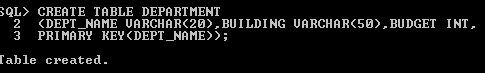 SQL> CREATE TABLE DEPARTMENT
2 (DEPT_NAME VARCHAR(20),BUILDING VARCHAR(50),BUDGET INT,
3 PRIMARY KEY(DEPT_NAME));
Table created.